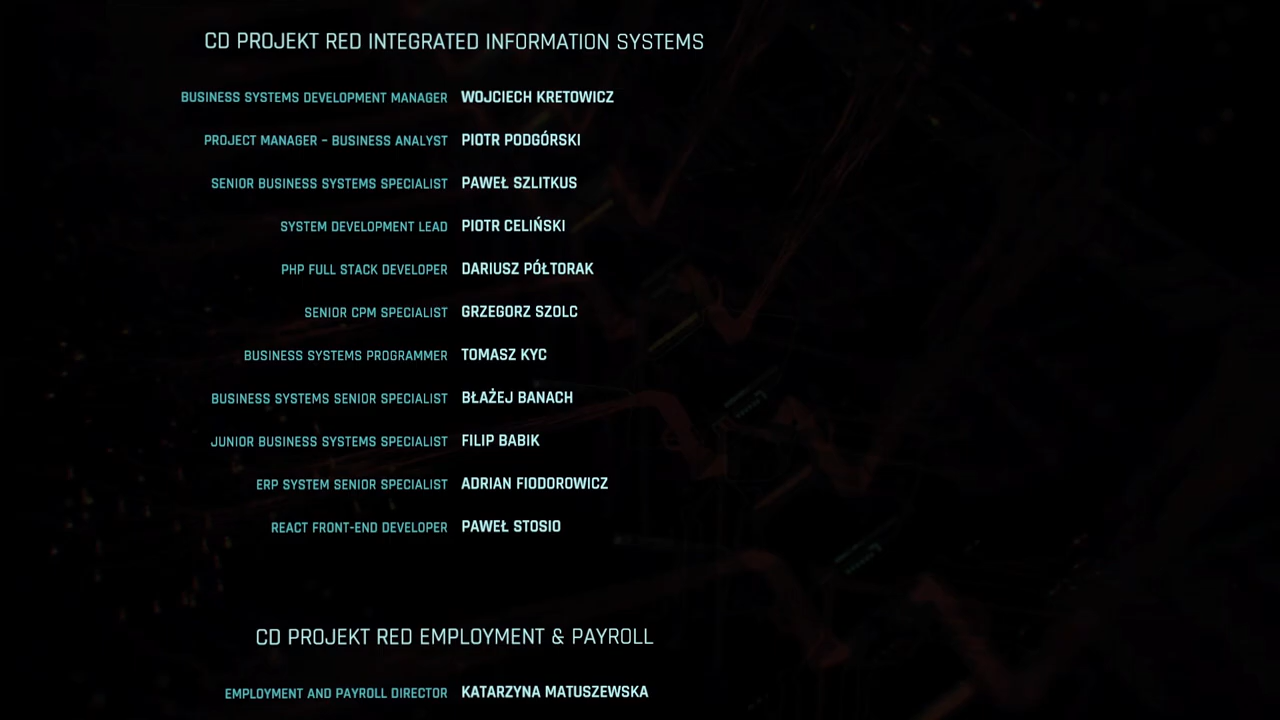 CD PROJEKT RED INTEGRATED INFORMATION SYSTEMS
BUSINESS SYSTEMS DEVELOPMENT MANAGER WOJCIECH KRETOWICZ
PROJECT MANAGER - BUSINESS ANALYST PIOTR PODGÓRSKI
SENIOR BUSINESS SYSTEMS SPECIALIST PAWEŁ SZLITKUS
SYSTEM DEVELOPMENT LEAD PIOTR CELIŃSKI
PHP FULL STACK DEVELOPER DARIUSZ PÓŁTORAK
SENIOR CPM SPECIALIST GRZEGORZ SZOLC
BUSINESS SYSTEMS PROGRAMMER TOMASZ KYC
BUSINESS SYSTEMS SENIOR SPECIALIST BŁAŻEJ BANACH
JUNIOR BUSINESS SYSTEMS SPECIALIST FILIP BABIK
ERP SYSTEM SENIOR SPECIALIST ADRIAN FIODOROWICZ
REACT FRONT-END DEVELOPER PAWEŁ STOSIO
CD PROJEKT RED EMPLOYMENT & PAYROLL
EMPLOYMENT AND PAYROLL DIRECTOR KATARZYNA MATUSZEWSKA